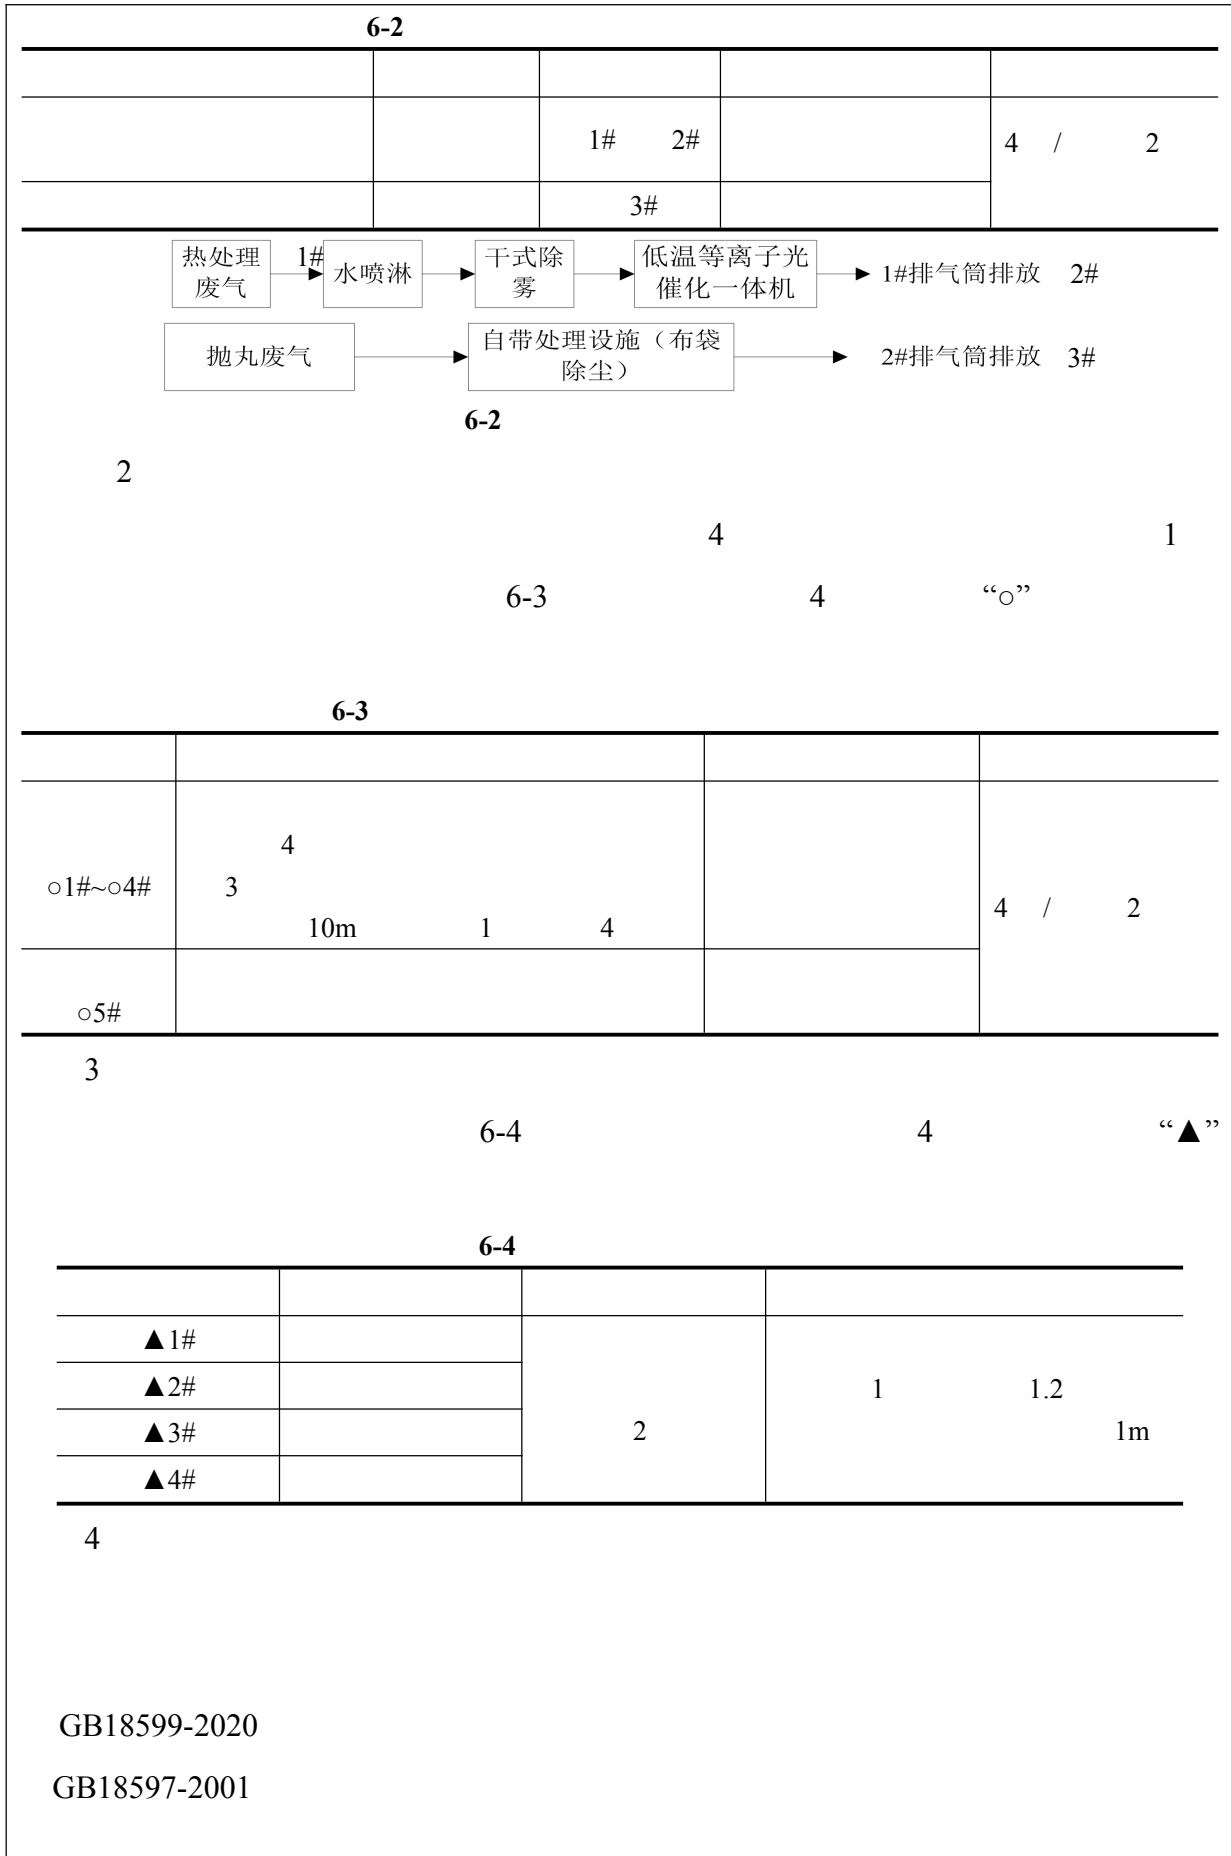 6-2
1# 2# 4 / 2
3#
热处理废气 1# 水喷淋 干式除雾 低温等离子光催化一体机 1#排气筒排放 2#
抛丸废气 自带处理设施（布袋除尘） 2#排气筒排放 3#
6-2
2
4 1
6-3 4 “○”
6-3
4
○1#~○4# 3 4 / 2
10m 1 4
○5#
3
6-4 4 “▲”
6-4
▲1#
▲2# 1 1.2
▲3# 2 1m
▲4#
4
GB18599-2020
GB18597-2001